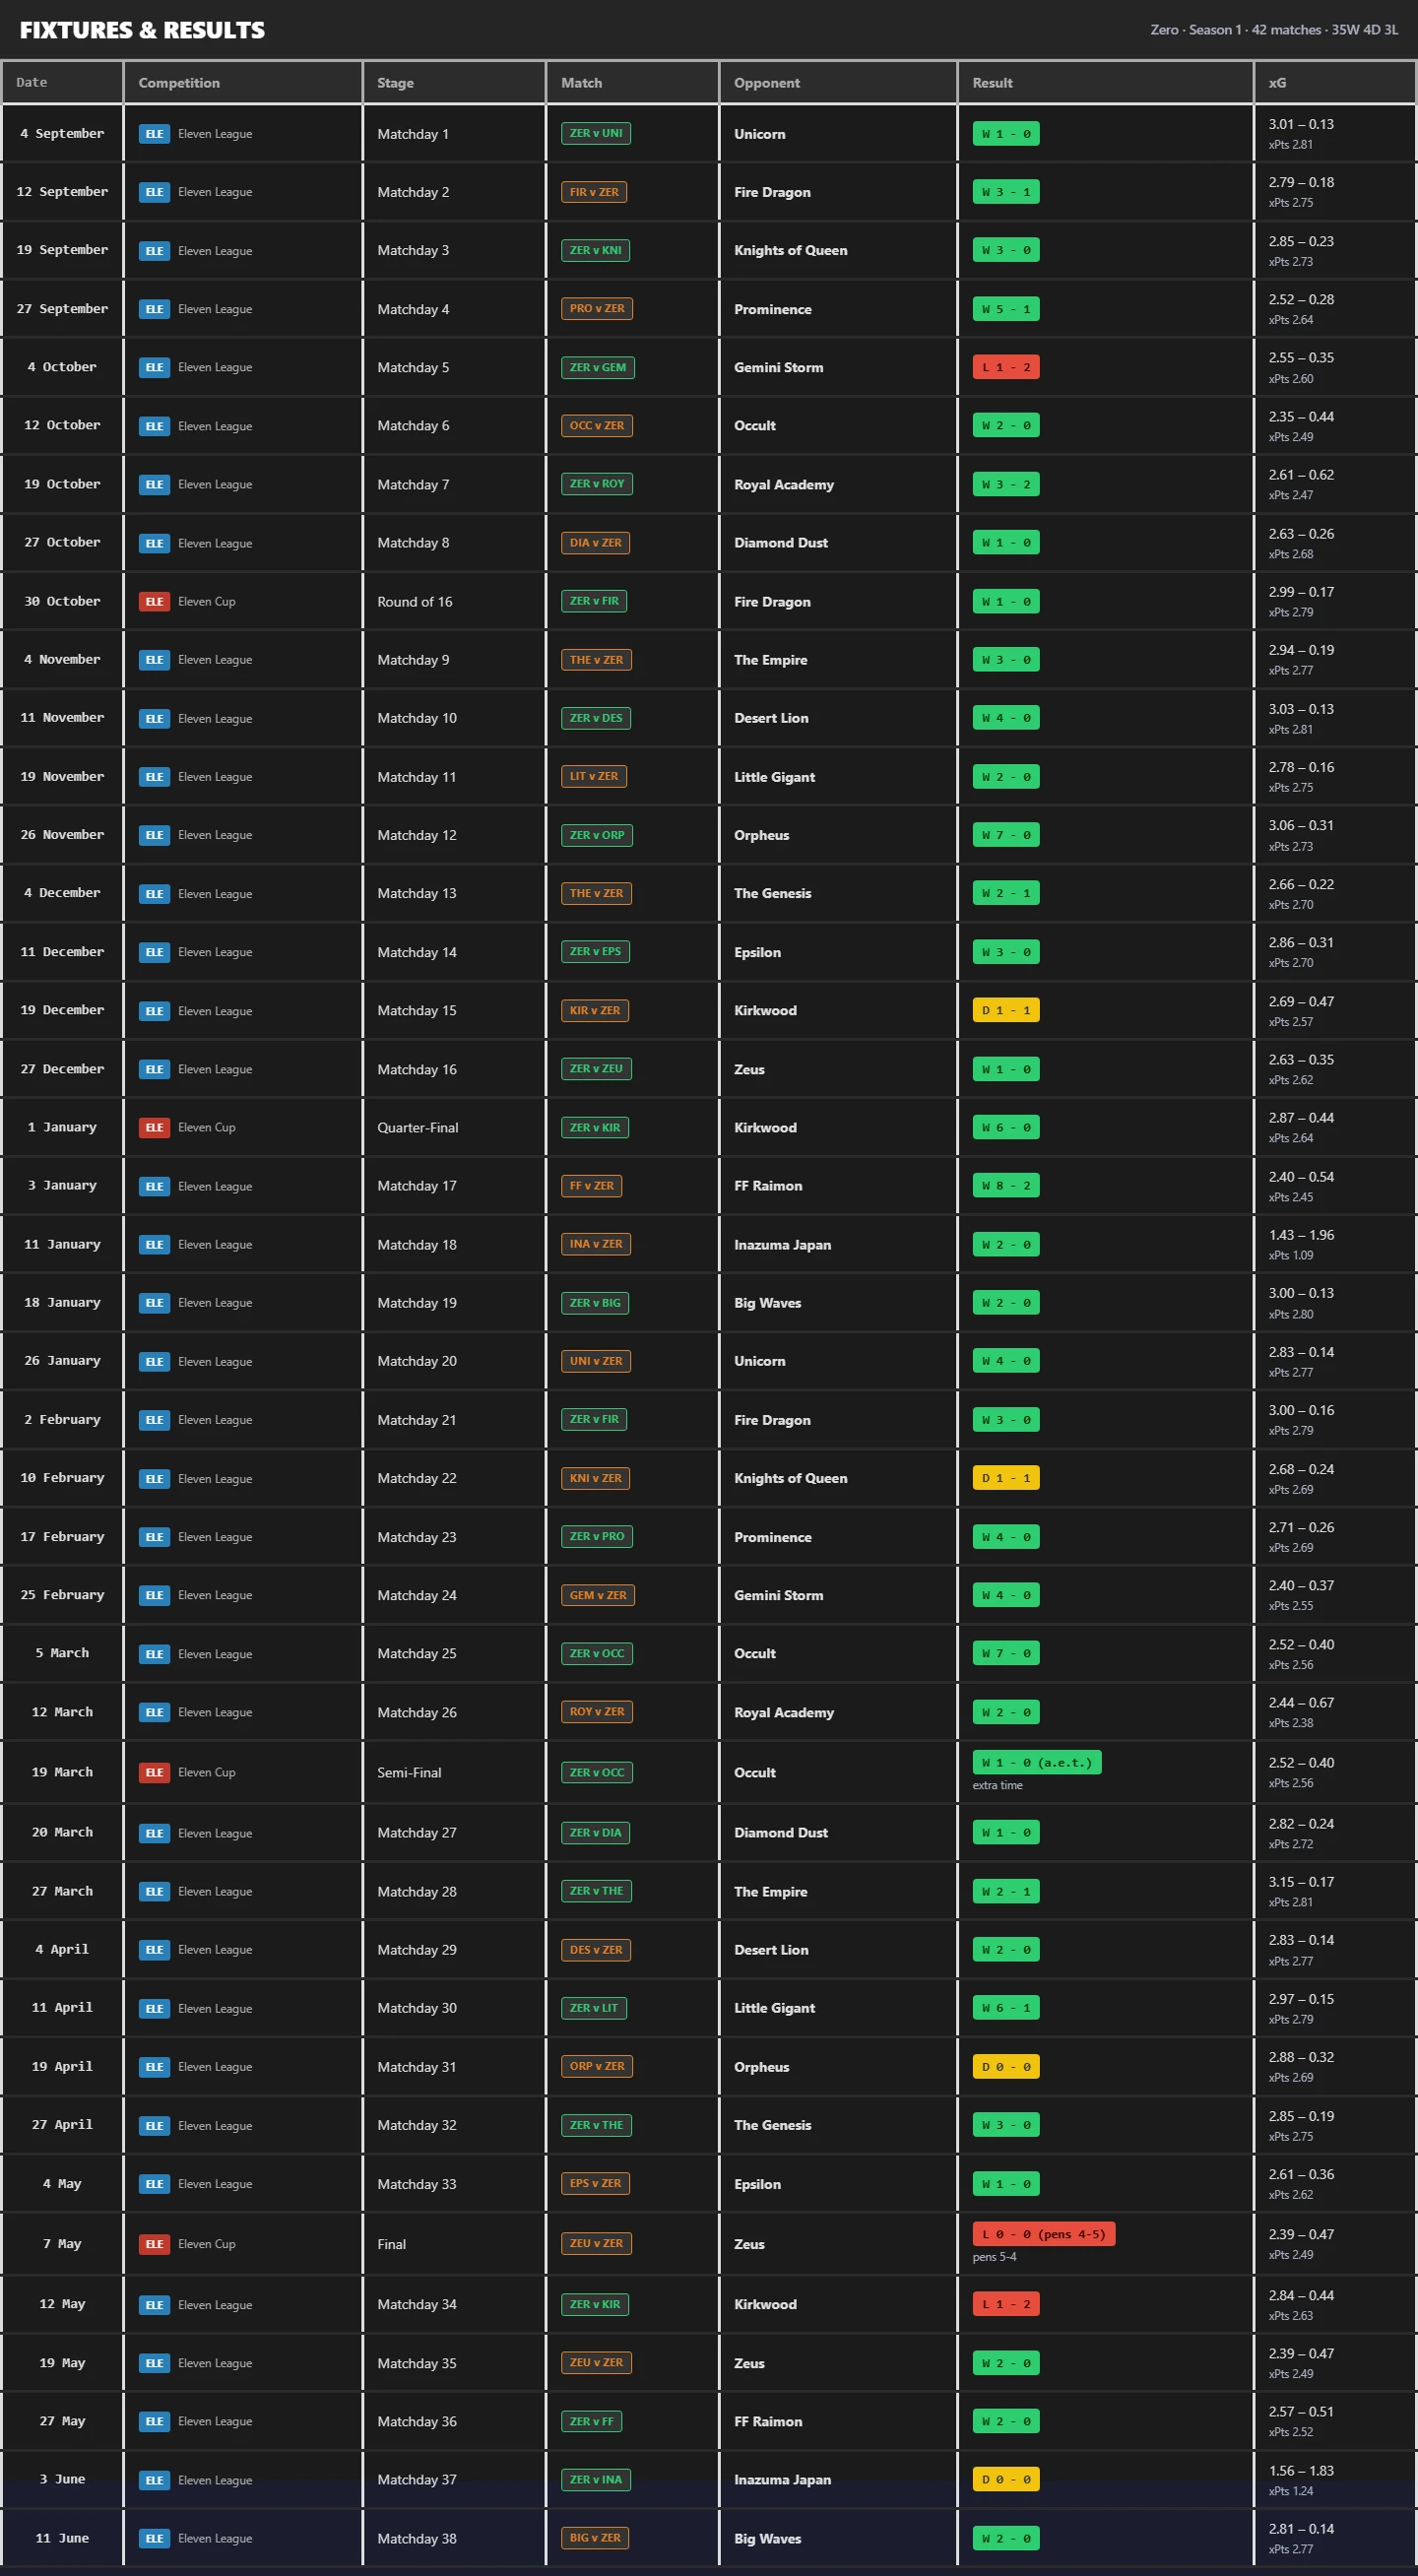 FIXTURES & RESULTS
Zero · Season 1 · 42 matches · 35W 4D 3L
Date Competition Stage Match Opponent Result xG
4 September ELE Eleven League Matchday 1 ZER v UNI Unicorn W 1 - 0 3.01 – 0.13
xPts 2.81
12 September ELE Eleven League Matchday 2 FIR v ZER Fire Dragon W 3 - 1 2.79 – 0.18
xPts 2.75
19 September ELE Eleven League Matchday 3 ZER v KNI Knights of Queen W 3 - 0 2.85 – 0.23
xPts 2.73
27 September ELE Eleven League Matchday 4 PRO v ZER Prominence W 5 - 1 2.52 – 0.28
xPts 2.64
4 October ELE Eleven League Matchday 5 ZER v GEM Gemini Storm L 1 - 2 2.55 – 0.35
xPts 2.60
12 October ELE Eleven League Matchday 6 OCC v ZER Occult W 2 - 0 2.35 – 0.44
xPts 2.49
19 October ELE Eleven League Matchday 7 ZER v ROY Royal Academy W 3 - 2 2.61 – 0.62
xPts 2.47
27 October ELE Eleven League Matchday 8 DIA v ZER Diamond Dust W 1 - 0 2.63 – 0.26
xPts 2.68
30 October ELE Eleven Cup Round of 16 ZER v FIR Fire Dragon W 1 - 0 2.99 – 0.17
xPts 2.79
4 November ELE Eleven League Matchday 9 THE v ZER The Empire W 3 - 0 2.94 – 0.19
xPts 2.77
11 November ELE Eleven League Matchday 10 ZER v DES Desert Lion W 4 - 0 3.03 – 0.13
xPts 2.81
19 November ELE Eleven League Matchday 11 LIT v ZER Little Gigant W 2 - 0 2.78 – 0.16
xPts 2.75
26 November ELE Eleven League Matchday 12 ZER v ORP Orpheus W 7 - 0 3.06 – 0.31
xPts 2.73
4 December ELE Eleven League Matchday 13 THE v ZER The Genesis W 2 - 1 2.66 – 0.22
xPts 2.70
11 December ELE Eleven League Matchday 14 ZER v EPS Epsilon W 3 - 0 2.86 – 0.31
xPts 2.70
19 December ELE Eleven League Matchday 15 KIR v ZER Kirkwood D 1 - 1 2.69 – 0.47
xPts 2.57
27 December ELE Eleven League Matchday 16 ZER v ZEU Zeus W 1 - 0 2.63 – 0.35
xPts 2.62
1 January ELE Eleven Cup Quarter-Final ZER v KIR Kirkwood W 6 - 0 2.87 – 0.44
xPts 2.64
3 January ELE Eleven League Matchday 17 FF v ZER FF Raimon W 8 - 2 2.40 – 0.54
xPts 2.45
11 January ELE Eleven League Matchday 18 INA v ZER Inazuma Japan W 2 - 0 1.43 – 1.96
xPts 1.09
18 January ELE Eleven League Matchday 19 ZER v BIG Big Waves W 2 - 0 3.00 – 0.13
xPts 2.80
26 January ELE Eleven League Matchday 20 UNI v ZER Unicorn W 4 - 0 2.83 – 0.14
xPts 2.77
2 February ELE Eleven League Matchday 21 ZER v FIR Fire Dragon W 3 - 0 3.00 – 0.16
xPts 2.79
10 February ELE Eleven League Matchday 22 KNI v ZER Knights of Queen D 1 - 1 2.68 – 0.24
xPts 2.69
17 February ELE Eleven League Matchday 23 ZER v PRO Prominence W 4 - 0 2.71 – 0.26
xPts 2.69
25 February ELE Eleven League Matchday 24 GEM v ZER Gemini Storm W 4 - 0 2.40 – 0.37
xPts 2.55
5 March ELE Eleven League Matchday 25 ZER v OCC Occult W 7 - 0 2.52 – 0.40
xPts 2.56
12 March ELE Eleven League Matchday 26 ROY v ZER Royal Academy W 2 - 0 2.44 – 0.67
xPts 2.38
19 March ELE Eleven Cup Semi-Final ZER v OCC Occult W 1 - 0 (a.e.t.) 2.52 – 0.40
extra time xPts 2.56
20 March ELE Eleven League Matchday 27 ZER v DIA Diamond Dust W 1 - 0 2.82 – 0.24
xPts 2.72
27 March ELE Eleven League Matchday 28 ZER v THE The Empire W 2 - 1 3.15 – 0.17
xPts 2.81
4 April ELE Eleven League Matchday 29 DES v ZER Desert Lion W 2 - 0 2.83 – 0.14
xPts 2.77
11 April ELE Eleven League Matchday 30 ZER v LIT Little Gigant W 6 - 1 2.97 – 0.15
xPts 2.79
19 April ELE Eleven League Matchday 31 ORP v ZER Orpheus D 0 - 0 2.88 – 0.32
xPts 2.69
27 April ELE Eleven League Matchday 32 ZER v THE The Genesis W 3 - 0 2.85 – 0.19
xPts 2.75
4 May ELE Eleven League Matchday 33 EPS v ZER Epsilon W 1 - 0 2.61 – 0.36
xPts 2.62
7 May ELE Eleven Cup Final ZEU v ZER Zeus L 0 - 0 (pens 4-5) 2.39 – 0.47
pens 5-4 xPts 2.49
12 May ELE Eleven League Matchday 34 ZER v KIR Kirkwood L 1 - 2 2.84 – 0.44
xPts 2.63
19 May ELE Eleven League Matchday 35 ZEU v ZER Zeus W 2 - 0 2.39 – 0.47
xPts 2.49
27 May ELE Eleven League Matchday 36 ZER v FF FF Raimon W 2 - 0 2.57 – 0.51
xPts 2.52
3 June ELE Eleven League Matchday 37 ZER v INA Inazuma Japan D 0 - 0 1.56 – 1.83
xPts 1.24
11 June ELE Eleven League Matchday 38 BIG v ZER Big Waves W 2 - 0 2.81 – 0.14
xPts 2.77